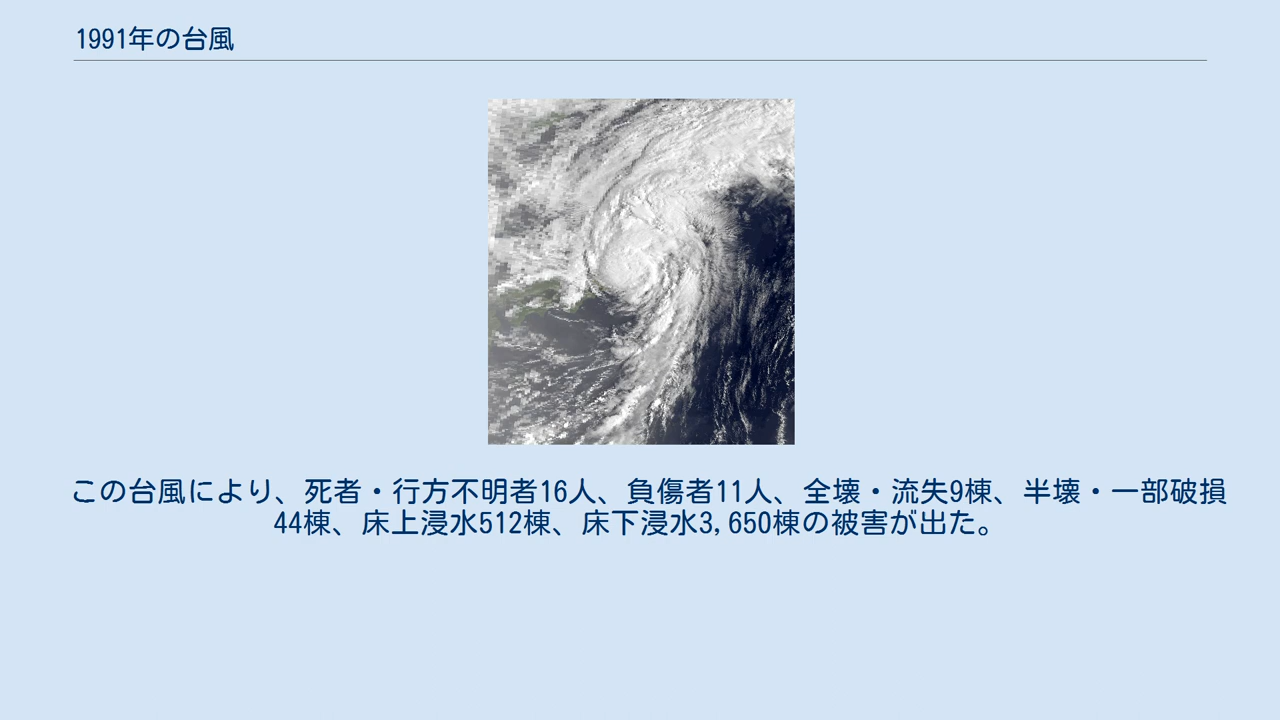 1991年の台風
この台風により、死者・行方不明者16人、負傷者11人、全壊・流失9棟、半壊・一部破損
44棟、床上浸水512棟、床下浸水3,650棟の被害が出た。